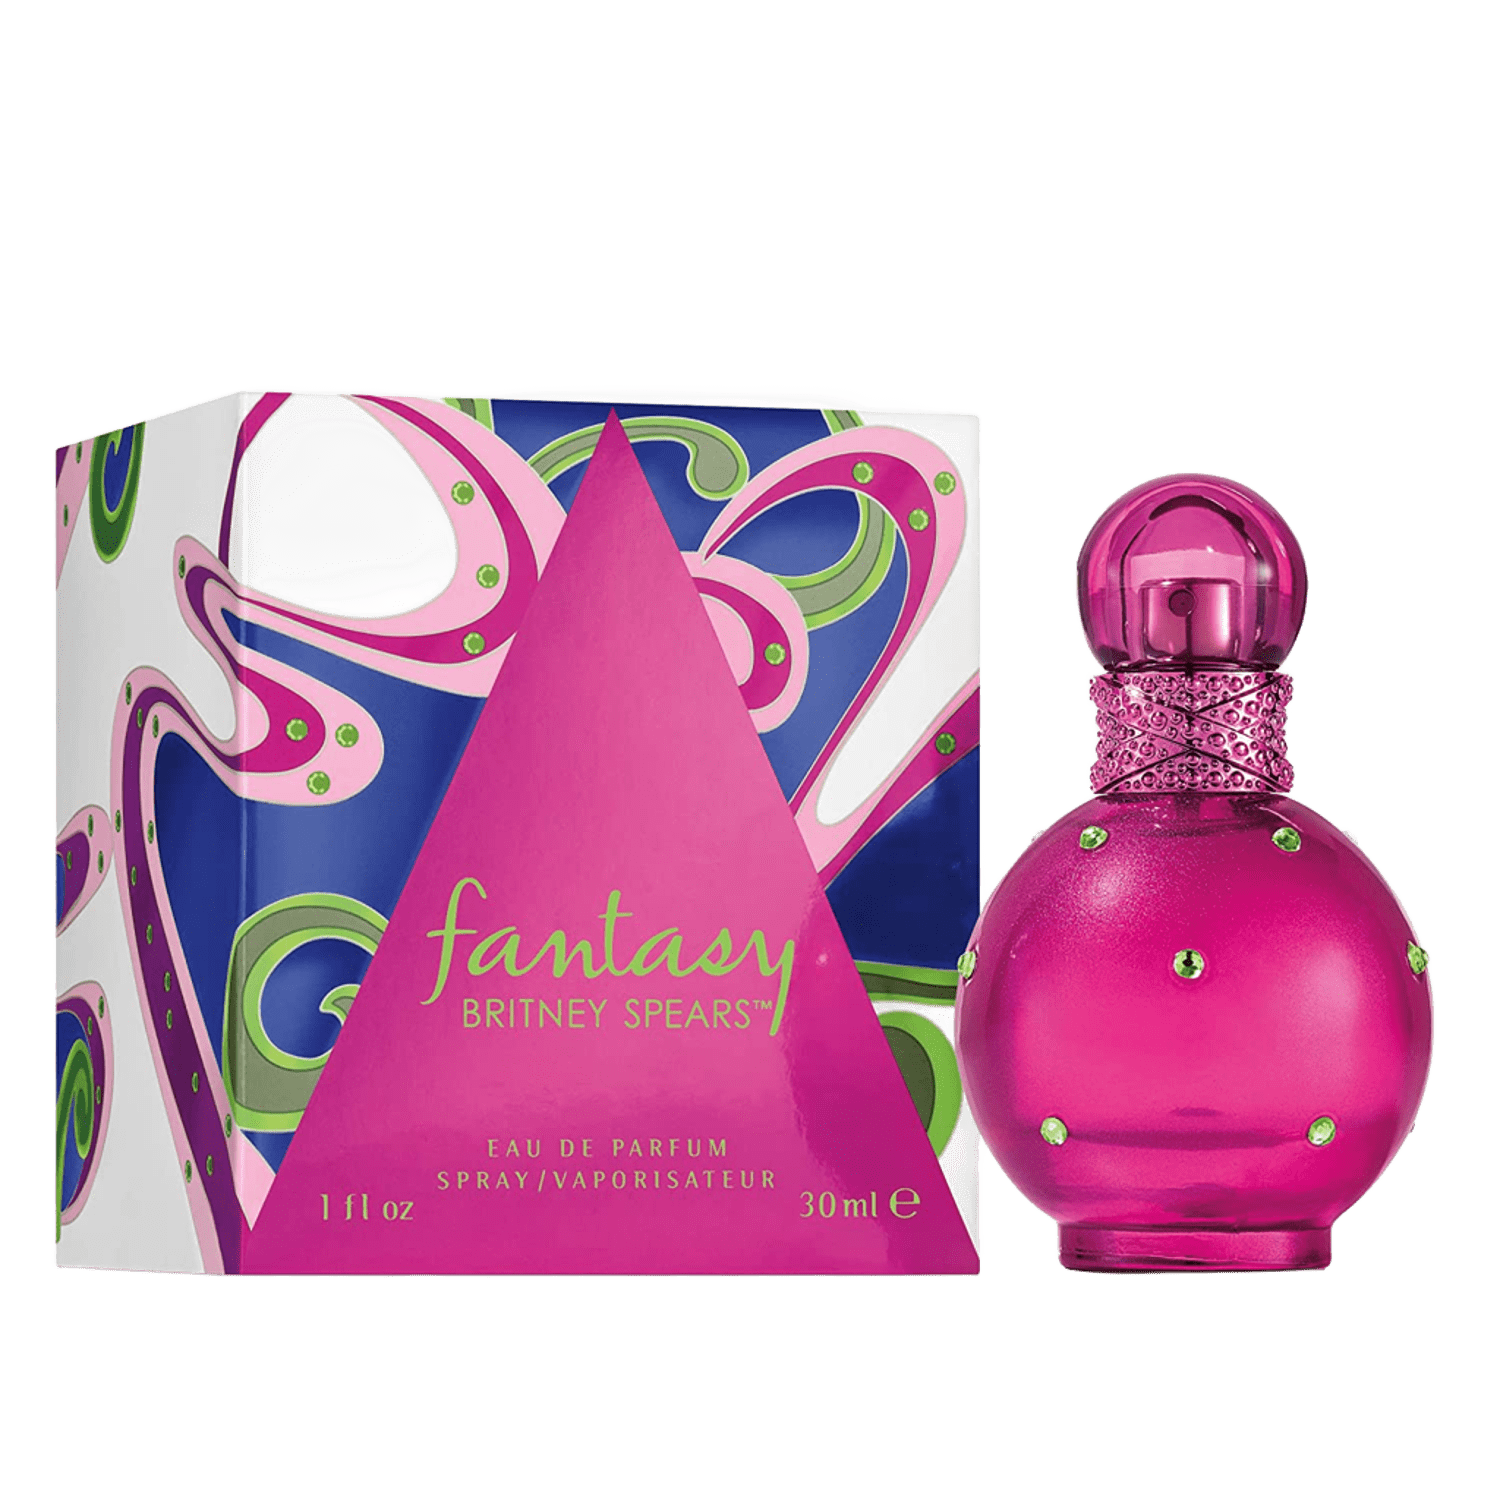 fantasy
BRITNEY SPEARS™
EAU DE PARFUM
SPRAY/VAPORISATEUR
1 fl oz
30ml ℮